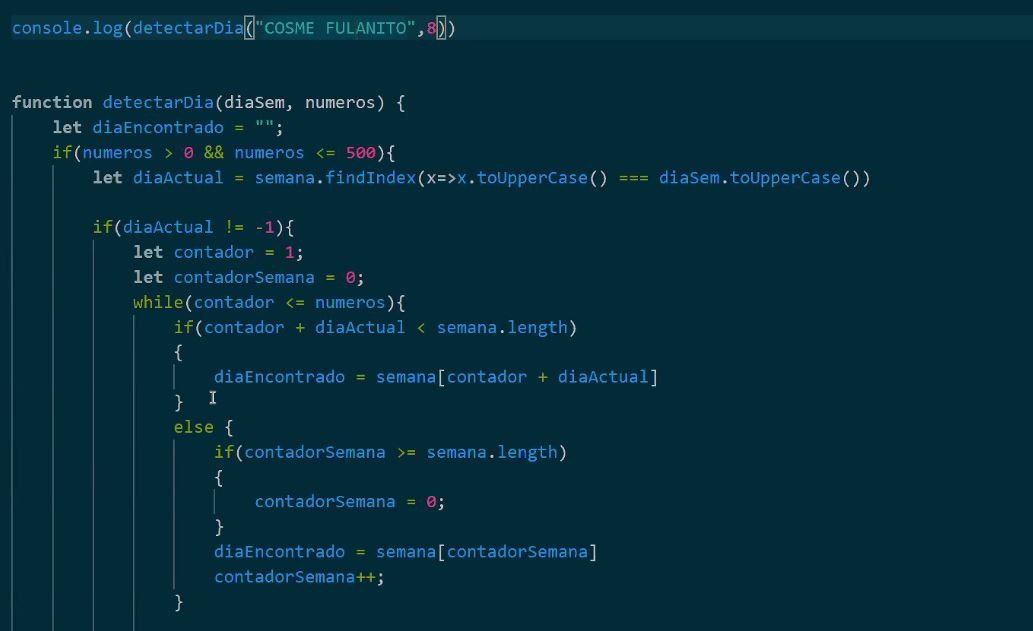 console.log(detectarDia("COSME FULANITO",8))
function detectarDia(diaSem, numeros) {
let diaEncontrado = "";
if(numeros > 0 && numeros <= 500){
let diaActual = semana.findIndex(x=>x.toUpperCase() === diaSem.toUpperCase())
if(diaActual != -1){
let contador = 1;
let contadorSemana = 0;
while(contador <= numeros){
if(contador + diaActual < semana.length)
{
diaEncontrado = semana[contador + diaActual]
}
else {
if(contadorSemana >= semana.length)
{
contadorSemana = 0;
}
diaEncontrado = semana[contadorSemana]
contadorSemana++;
}